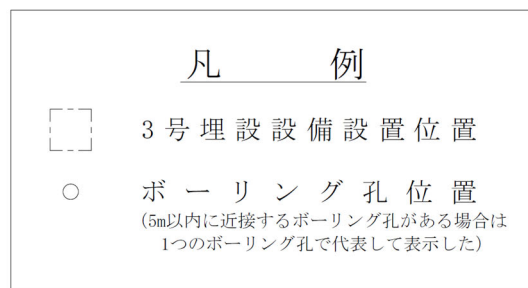 凡例
3号埋設設備設置位置
ボーリング孔位置
(5m以内に近接するボーリング孔がある場合は
1つのボーリング孔で代表して表示した)